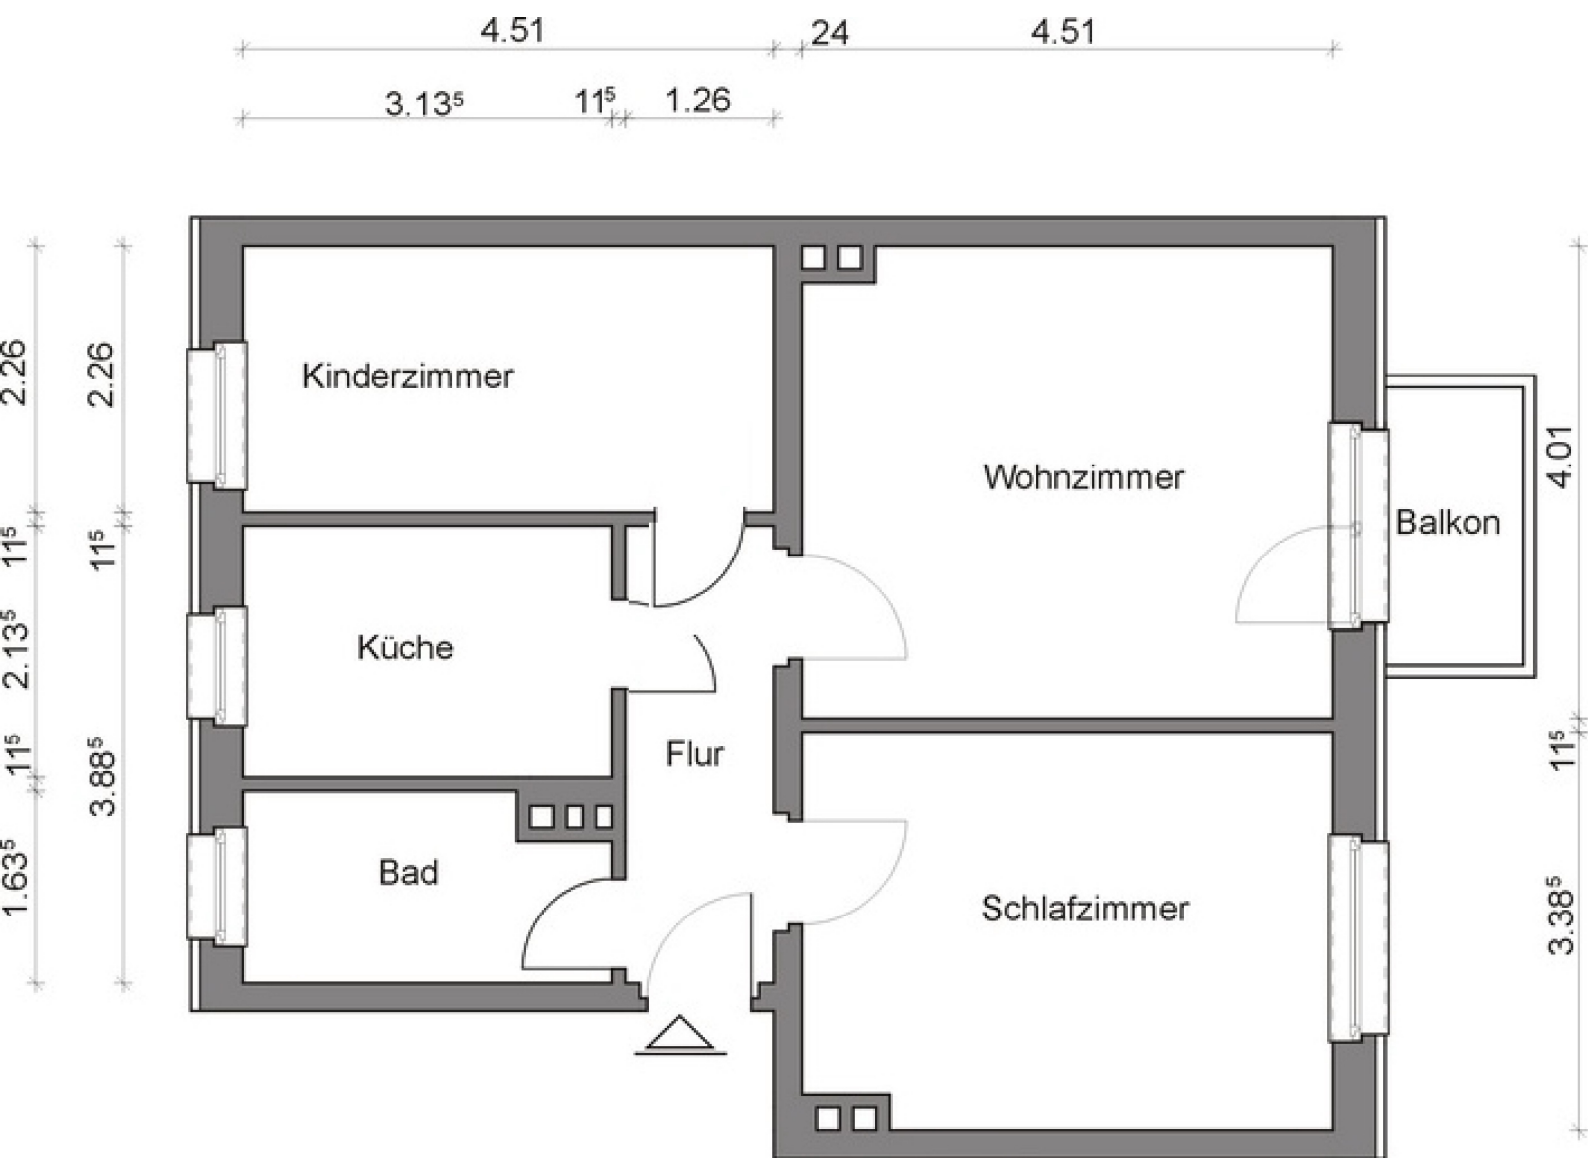 4.51
24
4.51
3.13⁵
11⁵
1.26
2.26
2.26
Kinderzimmer
4.01
Wohnzimmer
Balkon
11⁵
11⁵
2.13⁵
Küche
11⁵
3.88⁵
Flur
11⁵
1.63⁵
Bad
Schlafzimmer
3.38⁵